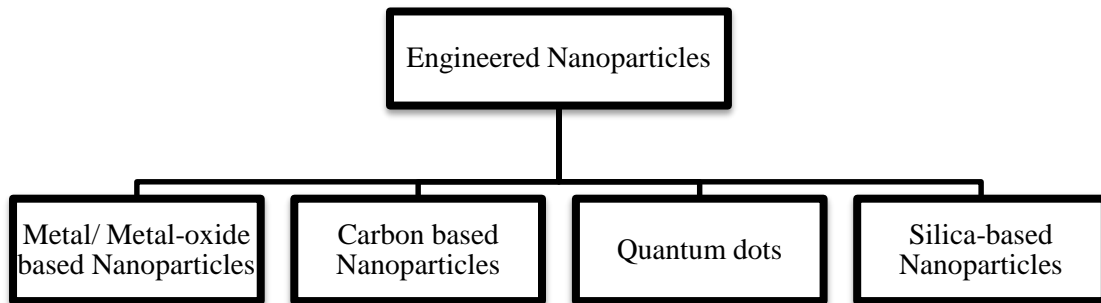 Engineered Nanoparticles
Metal/ Metal-oxide
based Nanoparticles
Carbon based
Nanoparticles
Quantum dots
Silica-based
Nanoparticles